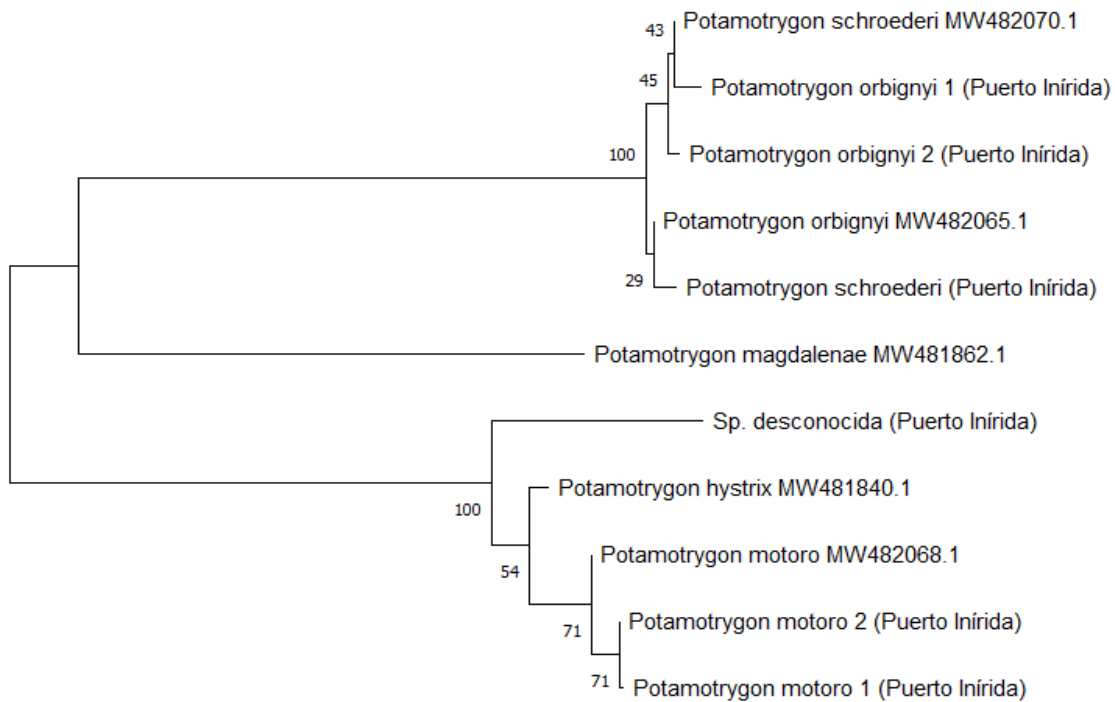 43
Potamotrygon schroederi MW482070.1
45
Potamotrygon orbignyi 1 (Puerto Inírida)
100
Potamotrygon orbignyi 2 (Puerto Inírida)
Potamotrygon orbignyi MW482065.1
29
Potamotrygon schroederi (Puerto Inírida)
Potamotrygon magdalenae MW481862.1
Sp. desconocida (Puerto Inírida)
100
Potamotrygon hystrix MW481840.1
54
Potamotrygon motoro MW482068.1
71
Potamotrygon motoro 2 (Puerto Inírida)
71
Potamotrygon motoro 1 (Puerto Inírida)